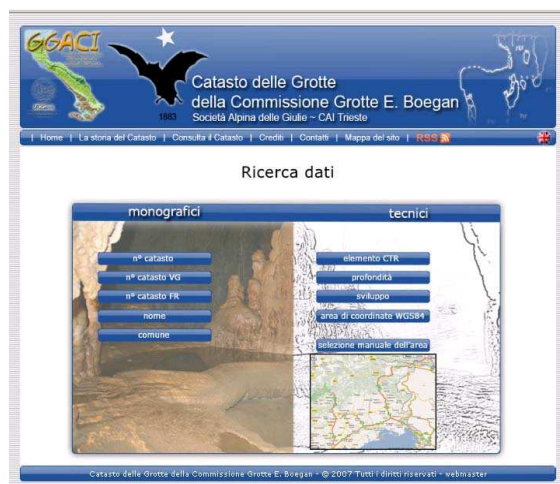 GGACI
1883
Catasto delle Grotte
della Commissione Grotte E. Boegan
Società Alpina delle Giulie ~ CAI Trieste
| Home | La storia del Catasto | Consulta il Catasto | Crediti | Contatti | Mappa del sito | RSS
Ricerca dati
monografici
tecnici
n° catasto
n° catasto VG
n° catasto FR
nome
comune
elemento CTR
profondità
sviluppo
area di coordinate WGS84
selezione manuale dell'area
Catasto delle Grotte della Commissione Grotte E. Boegan - © 2007 Tutti i diritti riservati - webmaster